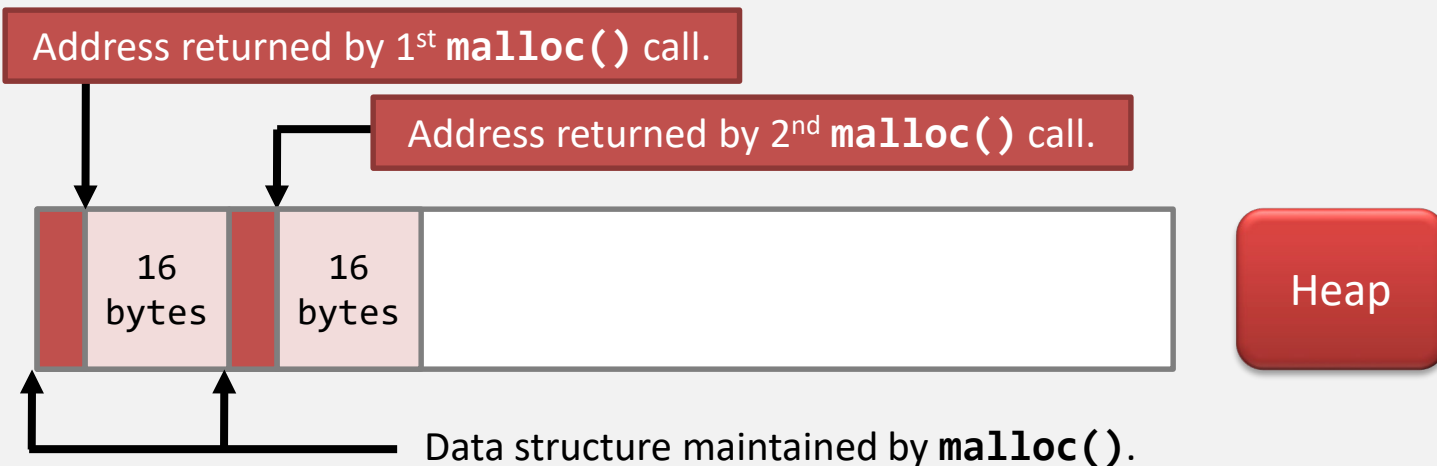 Address returned by 1st malloc() call.
Address returned by 2nd malloc() call.
16
bytes
16
bytes
Heap
Data structure maintained by malloc().